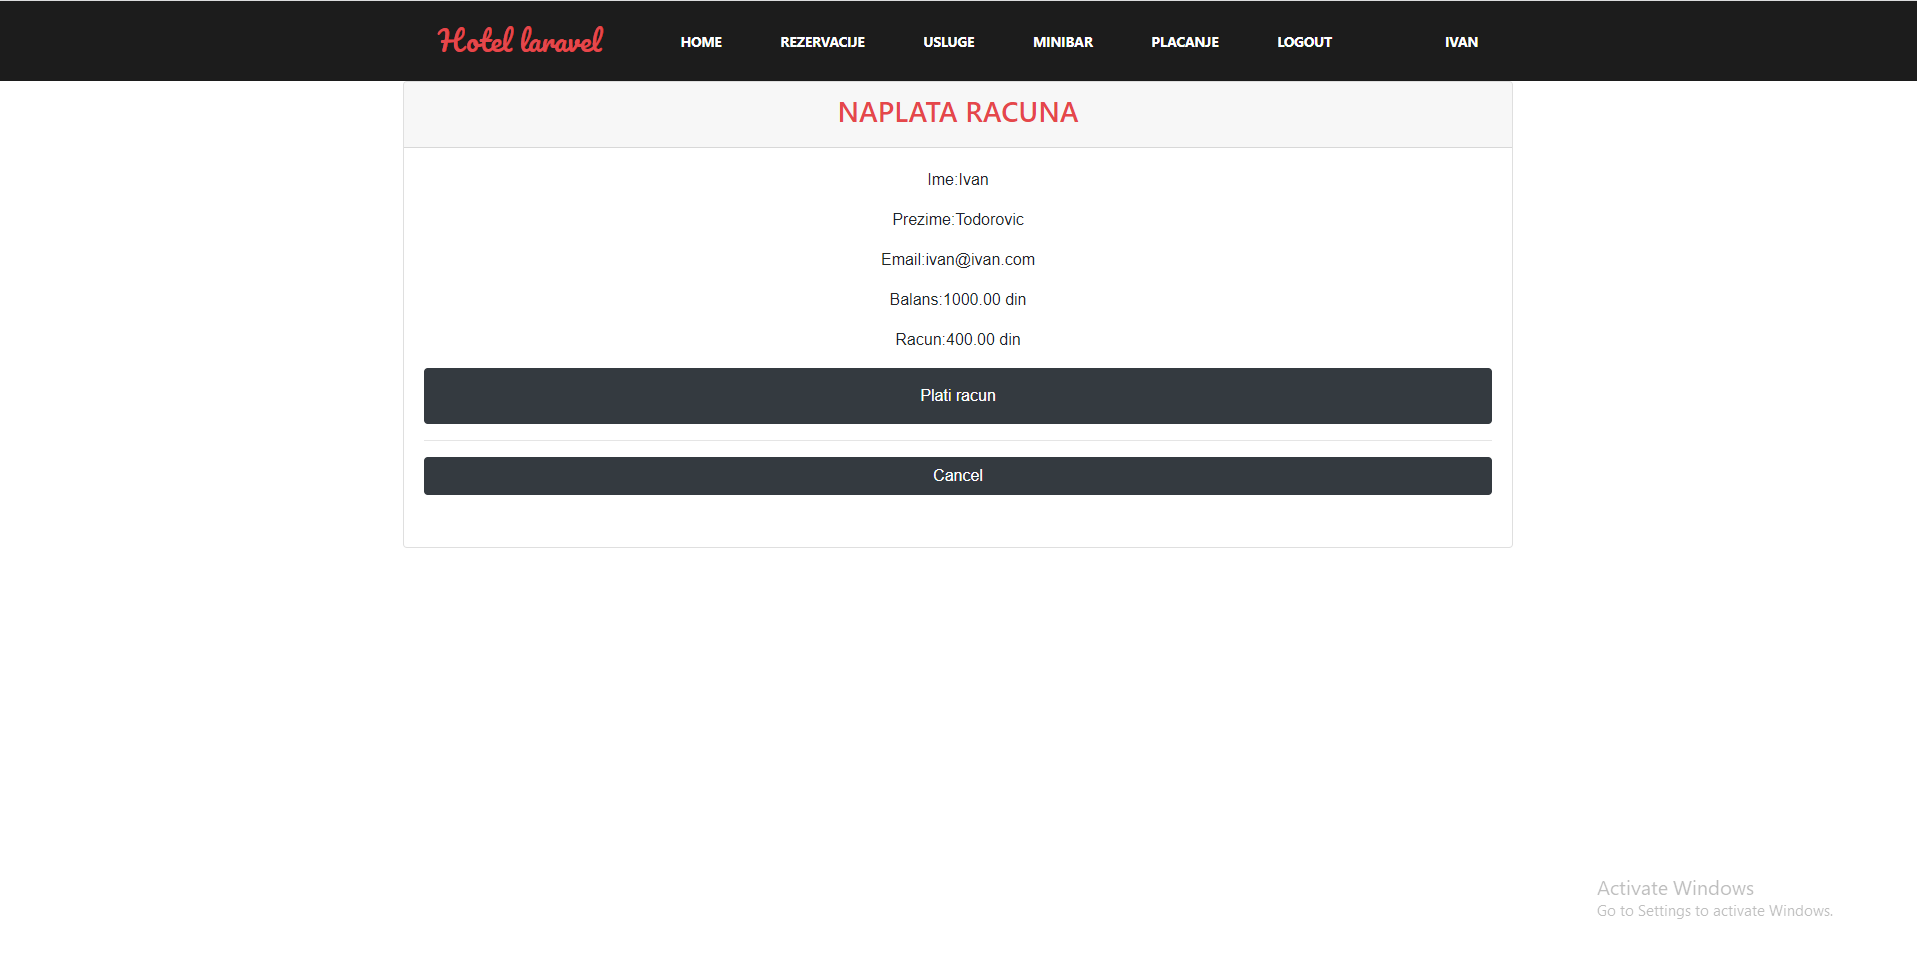 Hotel laravel HOME REZERVACIJE USLUGE MINIBAR PLACANJE LOGOUT IVAN
NAPLATA RACUNA
Ime:Ivan
Prezime:Todorovic
Email:ivan@ivan.com
Balans:1000.00 din
Racun:400.00 din
Plati racun
Cancel
Activate Windows
Go to Settings to activate Windows.